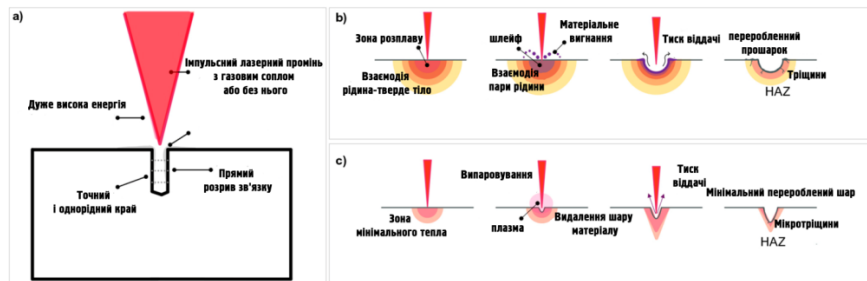 a)
Імпульсний лазерний промінь
з газовим соплом
або без нього
Дуже висока енергія
Точний
і однорідний край
Прямий
розрив зв'язку
b)
Зона розплаву
Взаємодія
рідина-тверде тіло
шлейф
Матеріальне
вигнання
Взаємодія
пари рідини
Тиск віддачі
переробленний
прошарок
Тріщини
HAZ
c)
Зона
мінімального тепла
Випаровування
плазма
Видалення шару
матеріалу
Тиск
віддачі
Мінімальний перероблений шар
Мікротріщини
HAZ